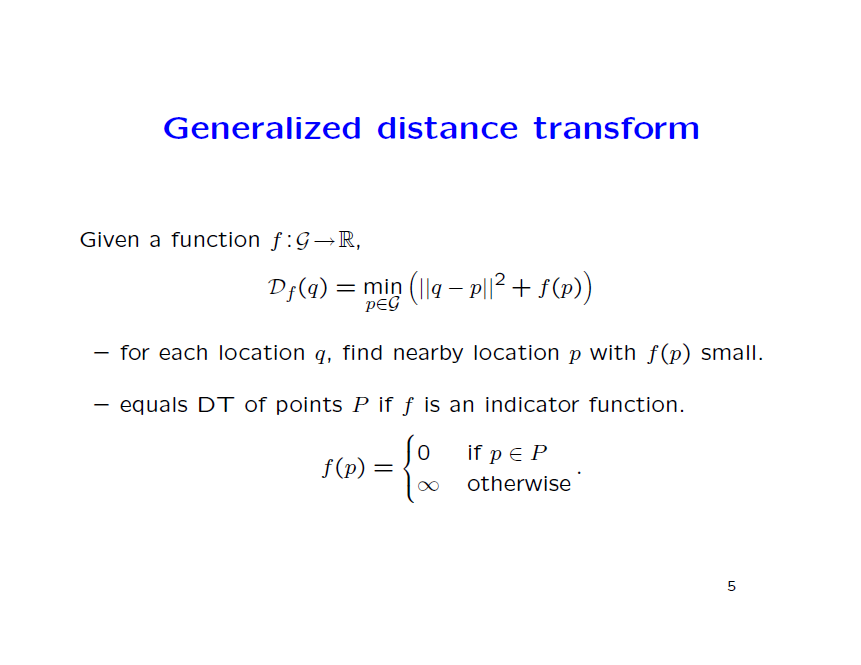 Generalized distance transform
Given a function f : 𝒢 → ℝ,
𝒟_f(q) = min_{p∈𝒢} (||q − p||² + f(p))
– for each location q, find nearby location p with f(p) small.
– equals DT of points P if f is an indicator function.
f(p) = { 0 if p ∈ P
∞ otherwise .
5